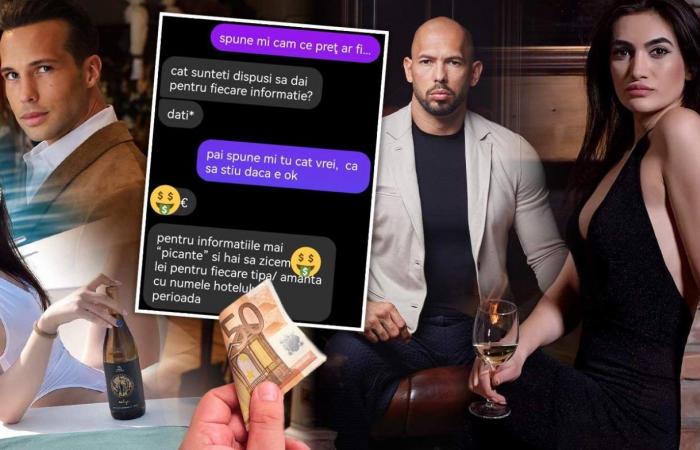 spune mi cam ce preț ar fi...
cat sunteti dispusi sa dai
pentru fiecare informatie?
dati*
pai spune mi tu cat vrei, ca
sa stiu daca e ok
€
pentru informatiile mai
“picante” si hai sa zicem
lei pentru fiecare tipa/ amanta
cu numele hotelului
perioada
50